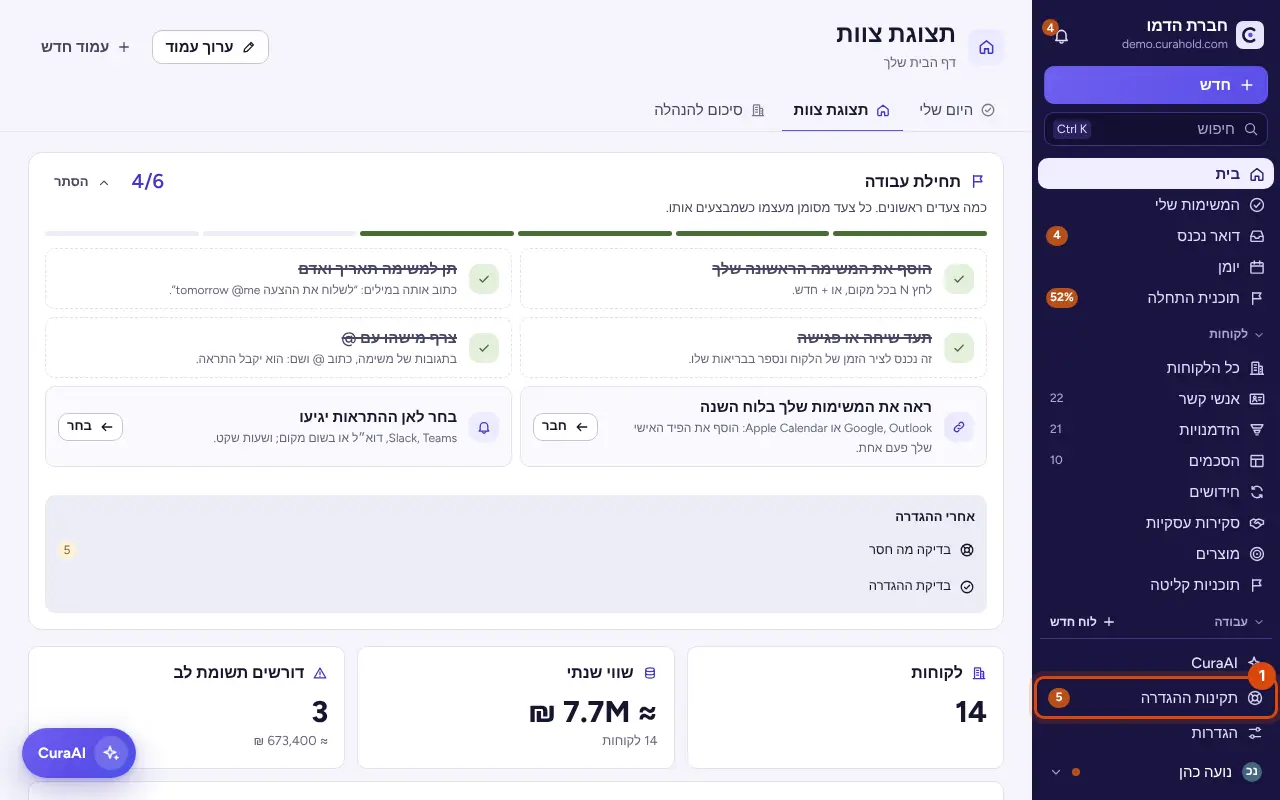 חברת הדמו
demo.curahold.com
4
+ חדש
חיפוש
Ctrl K
בית
המשימות שלי
דואר נכנס
4
יומן
תוכנית התחלה
52%
לקוחות
כל הלקוחות
אנשי קשר
22
הזדמנויות
21
הסכמים
10
חידושים
סקירות עסקיות
מוצרים
תוכניות קליטה
עבודה
+ לוח חדש
CuraAI
1
תקינות ההגדרה
5
הגדרות
נכ
נועה כהן
תצוגת צוות
דף הבית שלך
ערוך עמוד
+ עמוד חדש
היום שלי
תצוגת צוות
סיכום להנהלה
תחילת עבודה
4/6
הסתר
כמה צעדים ראשונים. כל צעד מסומן מעצמו כשמבצעים אותו.
הוסף את המשימה הראשונה שלך
לחץ N בכל מקום, או + חדש.
תן למשימה תאריך ואדם
כתוב אותה במילים: "לשלוח את ההצעה tomorrow @me".
תעד שיחה או פגישה
זה נכנס לציר הזמן של הלקוח ונספר בבריאות שלו.
צרף מישהו עם @
בתגובות של משימה, כתוב @ ושם: הוא יקבל התראה.
ראה את המשימות שלך בלוח השנה
Google, Outlook או Apple Calendar: הוסף את הפיד האישי
שלך פעם אחת.
חבר
בחר לאן ההתראות יגיעו
Slack, Teams, דוא״ל או בשום מקום; ושעות שקט.
בחר
אחרי ההגדרה
בדיקה מה חסר
5
בדיקת ההגדרה
לקוחות
14
שווי שנתי
≈ 7.7M ₪
14 לקוחות
דורשים תשומת לב
3
≈ 673,400 ₪
CuraAI